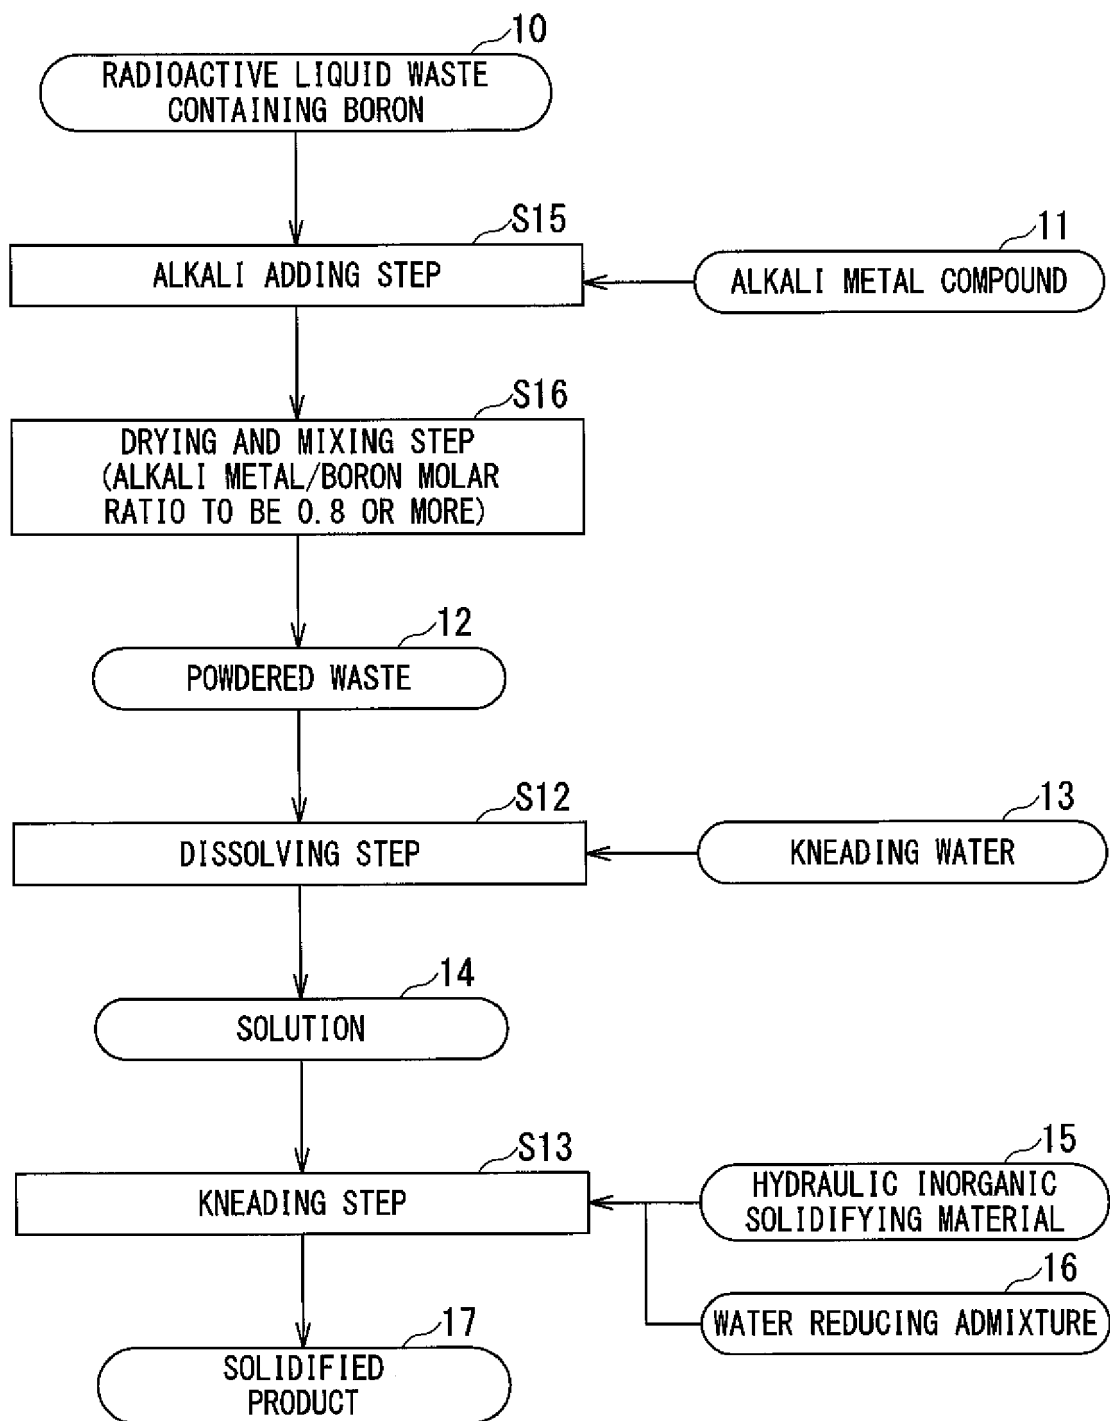 10
RADIOACTIVE LIQUID WASTE
CONTAINING BORON
S15
ALKALI ADDING STEP
11
ALKALI METAL COMPOUND
S16
DRYING AND MIXING STEP
(ALKALI METAL/BORON MOLAR
RATIO TO BE 0.8 OR MORE)
12
POWDERED WASTE
S12
DISSOLVING STEP
13
KNEADING WATER
14
SOLUTION
S13
KNEADING STEP
15
HYDRAULIC INORGANIC
SOLIDIFYING MATERIAL
16
WATER REDUCING ADMIXTURE
17
SOLIDIFIED
PRODUCT